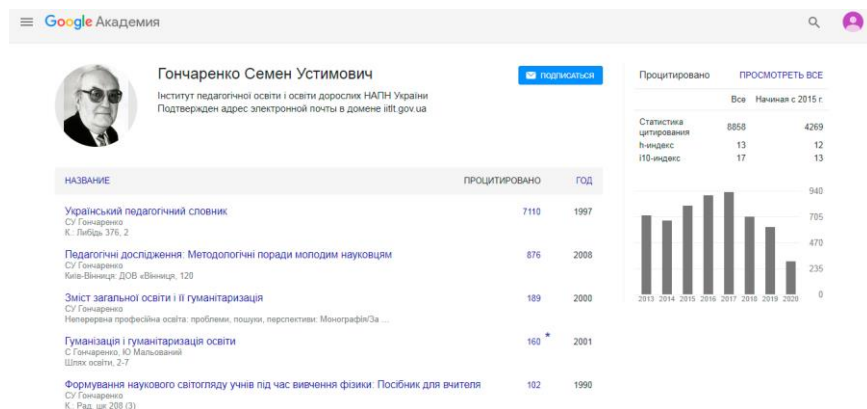 Google Академия
Гончаренко Семен Устимович
ПОДПИСАТЬСЯ
Інститут педагогічної освіти і освіти дорослих НАПН України
Подтвержден адрес электронной почты в домене iitlt.gov.ua
НАЗВАНИЕ ПРОЦИТИРОВАНО ГОД
Український педагогічний словник 7110 1997
СУ Гончаренко
К.: Либідь 376, 2
Педагогічні дослідження: Методологічні поради молодим науковцям 876 2008
СУ Гончаренко
Київ-Вінниця: ДОВ «Вінниця, 120
Зміст загальної освіти і її гуманітаризація 189 2000
СУ Гончаренко
Неперервна професійна освіта: проблеми, пошуки, перспективи: Монографія/За ...
Гуманізація і гуманітаризація освіти 160 * 2001
С Гончаренко, Ю Мальований
Шлях освіти, 2-7
Формування наукового світогляду учнів під час вивчення фізики: Посібник для вчителя 102 1990
СУ Гончаренко
К.: Рад. шк 208 (3)
Процитировано ПРОСМОТРЕТЬ ВСЕ
Все Начиная с 2015 г.
Статистика
цитирования 8858 4269
h-индекс 13 12
i10-индекс 17 13
940
705
470
235
0
2013 2014 2015 2016 2017 2018 2019 2020